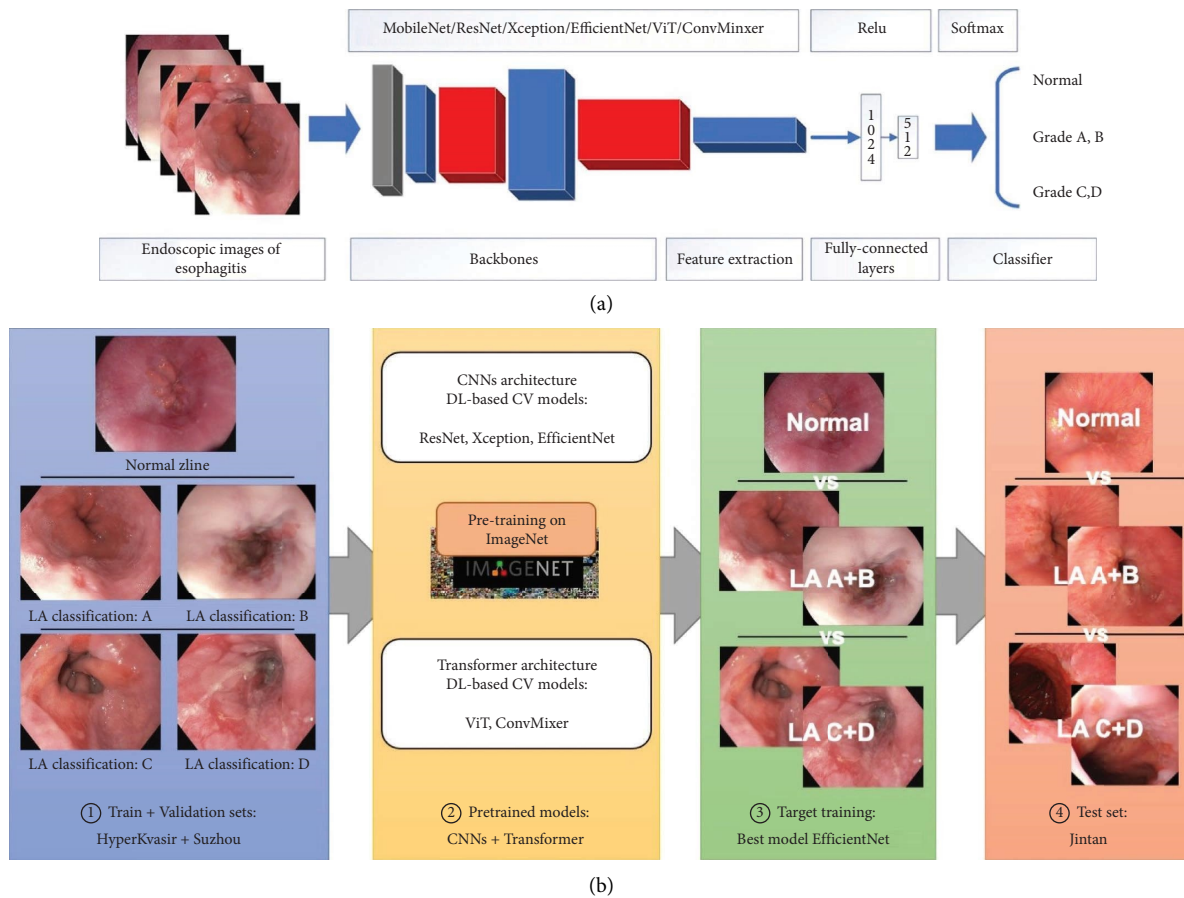 MobileNet/ResNet/Xception/EfficientNet/ViT/ConvMinxer
Relu
Softmax
1
0
2
4
5
1
2
Normal
Grade A, B
Grade C,D
Endoscopic images of
esophagitis
Backbones
Feature extraction
Fully-connected
layers
Classifier
(a)
Normal zline
LA classification: A
LA classification: B
LA classification: C
LA classification: D
1 Train + Validation sets:
HyperKvasir + Suzhou
CNNs architecture
DL-based CV models:
ResNet, Xception, EfficientNet
Pre-training on
ImageNet
IMAGENET
Transformer architecture
DL-based CV models:
ViT, ConvMixer
2 Pretrained models:
CNNs + Transformer
Normal
vs
LA A+B
vs
LA C+D
3 Target training:
Best model EfficientNet
Normal
vs
LA A+B
vs
LA C+D
4 Test set:
Jintan
(b)